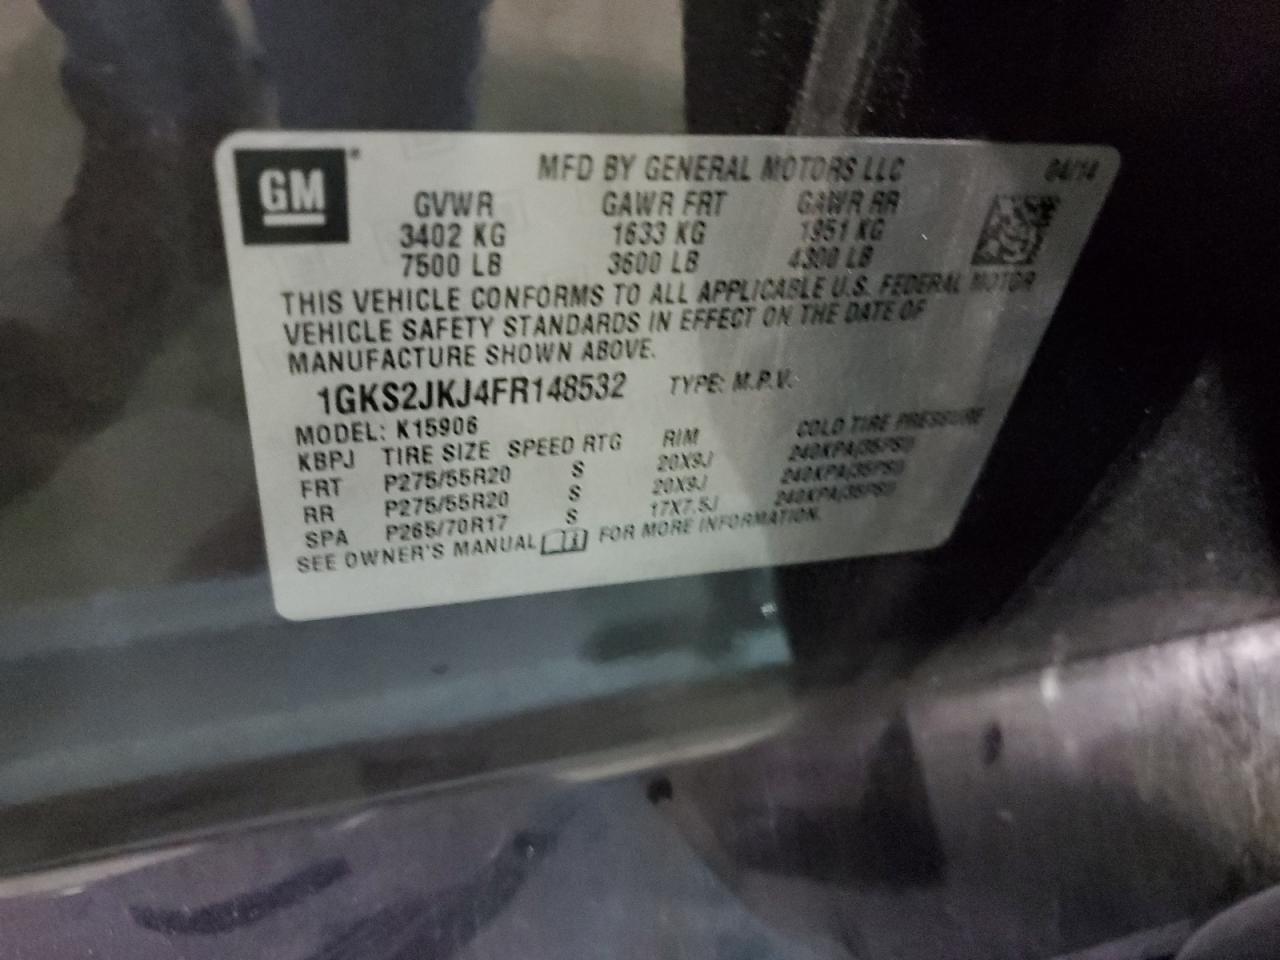 GM
MFD BY GENERAL MOTORS LLC 04/14
GVWR GAWR FRT GAWR RR
3402 KG 1633 KG 1951 KG
7500 LB 3600 LB 4300 LB
THIS VEHICLE CONFORMS TO ALL APPLICABLE U.S. FEDERAL MOTOR
VEHICLE SAFETY STANDARDS IN EFFECT ON THE DATE OF
MANUFACTURE SHOWN ABOVE.
1GKS2JKJ4FR148532 TYPE: M.P.V.
MODEL: K15906
KBPJ TIRE SIZE SPEED RTG RIM COLD TIRE PRESSURE
FRT P275/55R20 S 20X9J 240KPA(35PSI)
RR P275/55R20 S 20X9J 240KPA(35PSI)
SPA P265/70R17 S 17X7.5J 240KPA(35PSI)
SEE OWNER'S MANUAL FOR MORE INFORMATION.